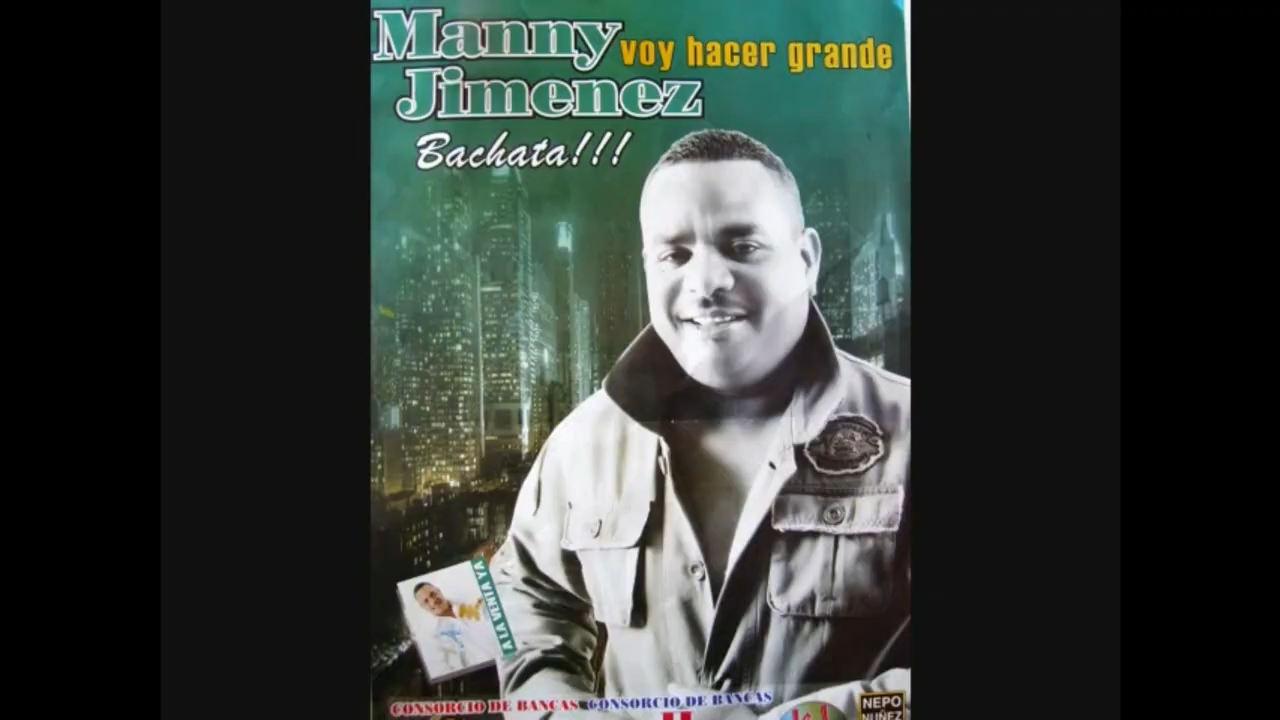 Manny
Jimenez
voy hacer grande
Bachata!!!
A LA VENTA YA
CONSORCIO DE BANCAS CONSORCIO DE BANCAS
NEPO
NUÑEZ